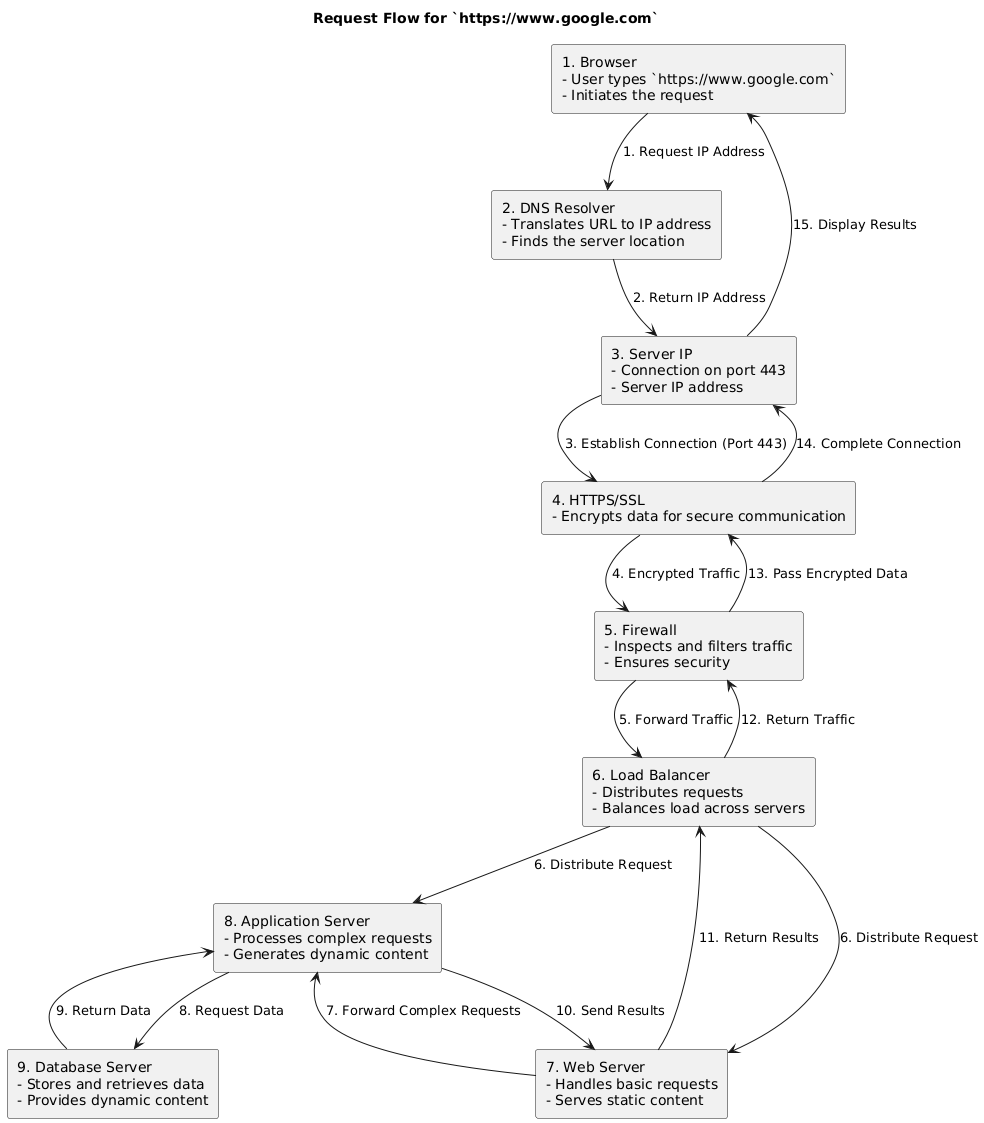 Request Flow for `https://www.google.com`
1. Browser
- User types `https://www.google.com`
- Initiates the request
1. Request IP Address
2. DNS Resolver
- Translates URL to IP address
- Finds the server location
15. Display Results
2. Return IP Address
3. Server IP
- Connection on port 443
- Server IP address
3. Establish Connection (Port 443)
14. Complete Connection
4. HTTPS/SSL
- Encrypts data for secure communication
4. Encrypted Traffic
13. Pass Encrypted Data
5. Firewall
- Inspects and filters traffic
- Ensures security
5. Forward Traffic
12. Return Traffic
6. Load Balancer
- Distributes requests
- Balances load across servers
6. Distribute Request
8. Application Server
- Processes complex requests
- Generates dynamic content
11. Return Results
6. Distribute Request
9. Return Data
8. Request Data
7. Forward Complex Requests
10. Send Results
9. Database Server
- Stores and retrieves data
- Provides dynamic content
7. Web Server
- Handles basic requests
- Serves static content